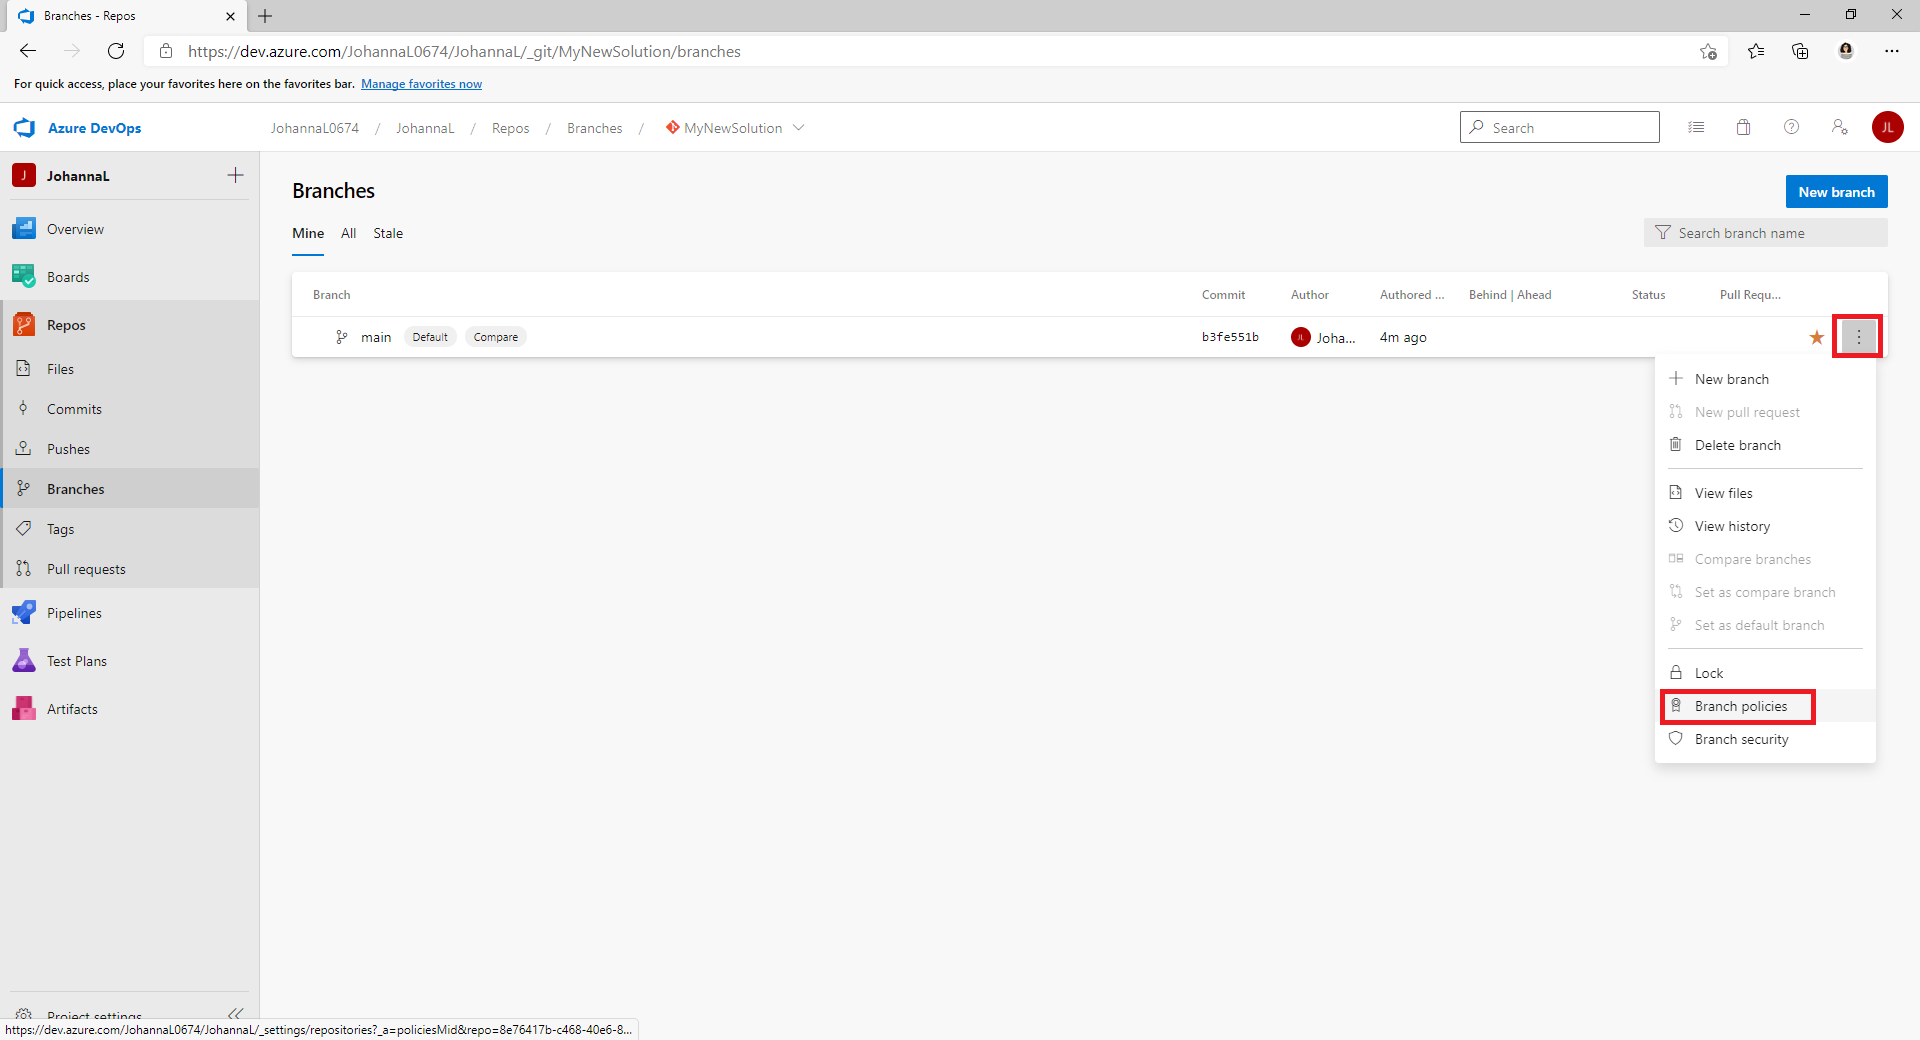 Branches - Repos
https://dev.azure.com/JohannaL0674/JohannaL/_git/MyNewSolution/branches
For quick access, place your favorites here on the favorites bar. Manage favorites now
Azure DevOps
JohannaL0674 / JohannaL / Repos / Branches / MyNewSolution
Search
JL
J JohannaL
Overview
Boards
Repos
Files
Commits
Pushes
Branches
Tags
Pull requests
Pipelines
Test Plans
Artifacts
Project settings
Branches
New branch
Mine All Stale
Search branch name
Branch Commit Author Authored ... Behind | Ahead Status Pull Requ...
main Default Compare b3fe551b JL Joha... 4m ago
New branch
New pull request
Delete branch
View files
View history
Compare branches
Set as compare branch
Set as default branch
Lock
Branch policies
Branch security
https://dev.azure.com/JohannaL0674/JohannaL/_settings/repositories?_a=policiesMid&repo=8e76417b-c468-40e6-8...